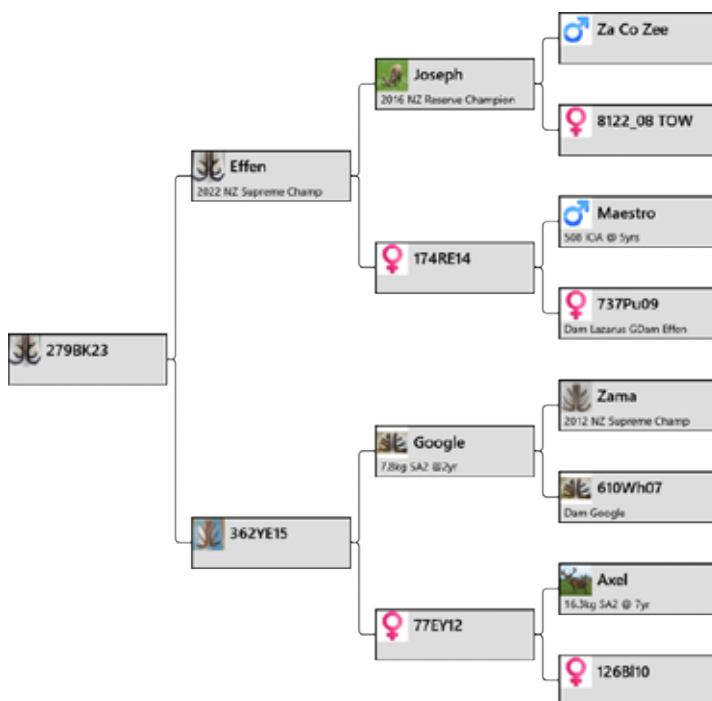 Za Co Zee
Joseph
2016 NZ Reserve Champion
8122_08 TOW
Effen
2022 NZ Supreme Champ
Maestro
508 IOA @ 5yrs
174RE14
737Pu09
Dam Lazarus GDam Effen
279BK23
Zama
2012 NZ Supreme Champ
Google
7.8kg SA2 @2yr
610Wh07
Dam Google
362YE15
Axel
16.3kg SA2 @ 7yr
77EY12
126Bl10